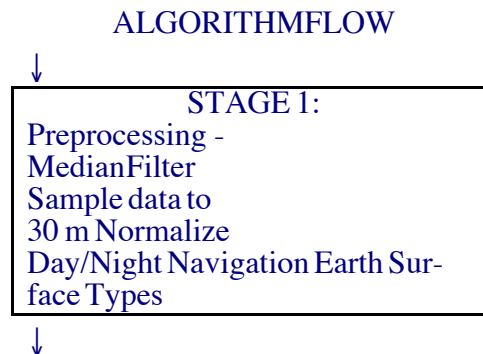 ALGORITHMFLOW
↓
STAGE 1:
Preprocessing -
MedianFilter
Sample data to
30 m Normalize
Day/Night Navigation Earth Sur-
face Types
↓